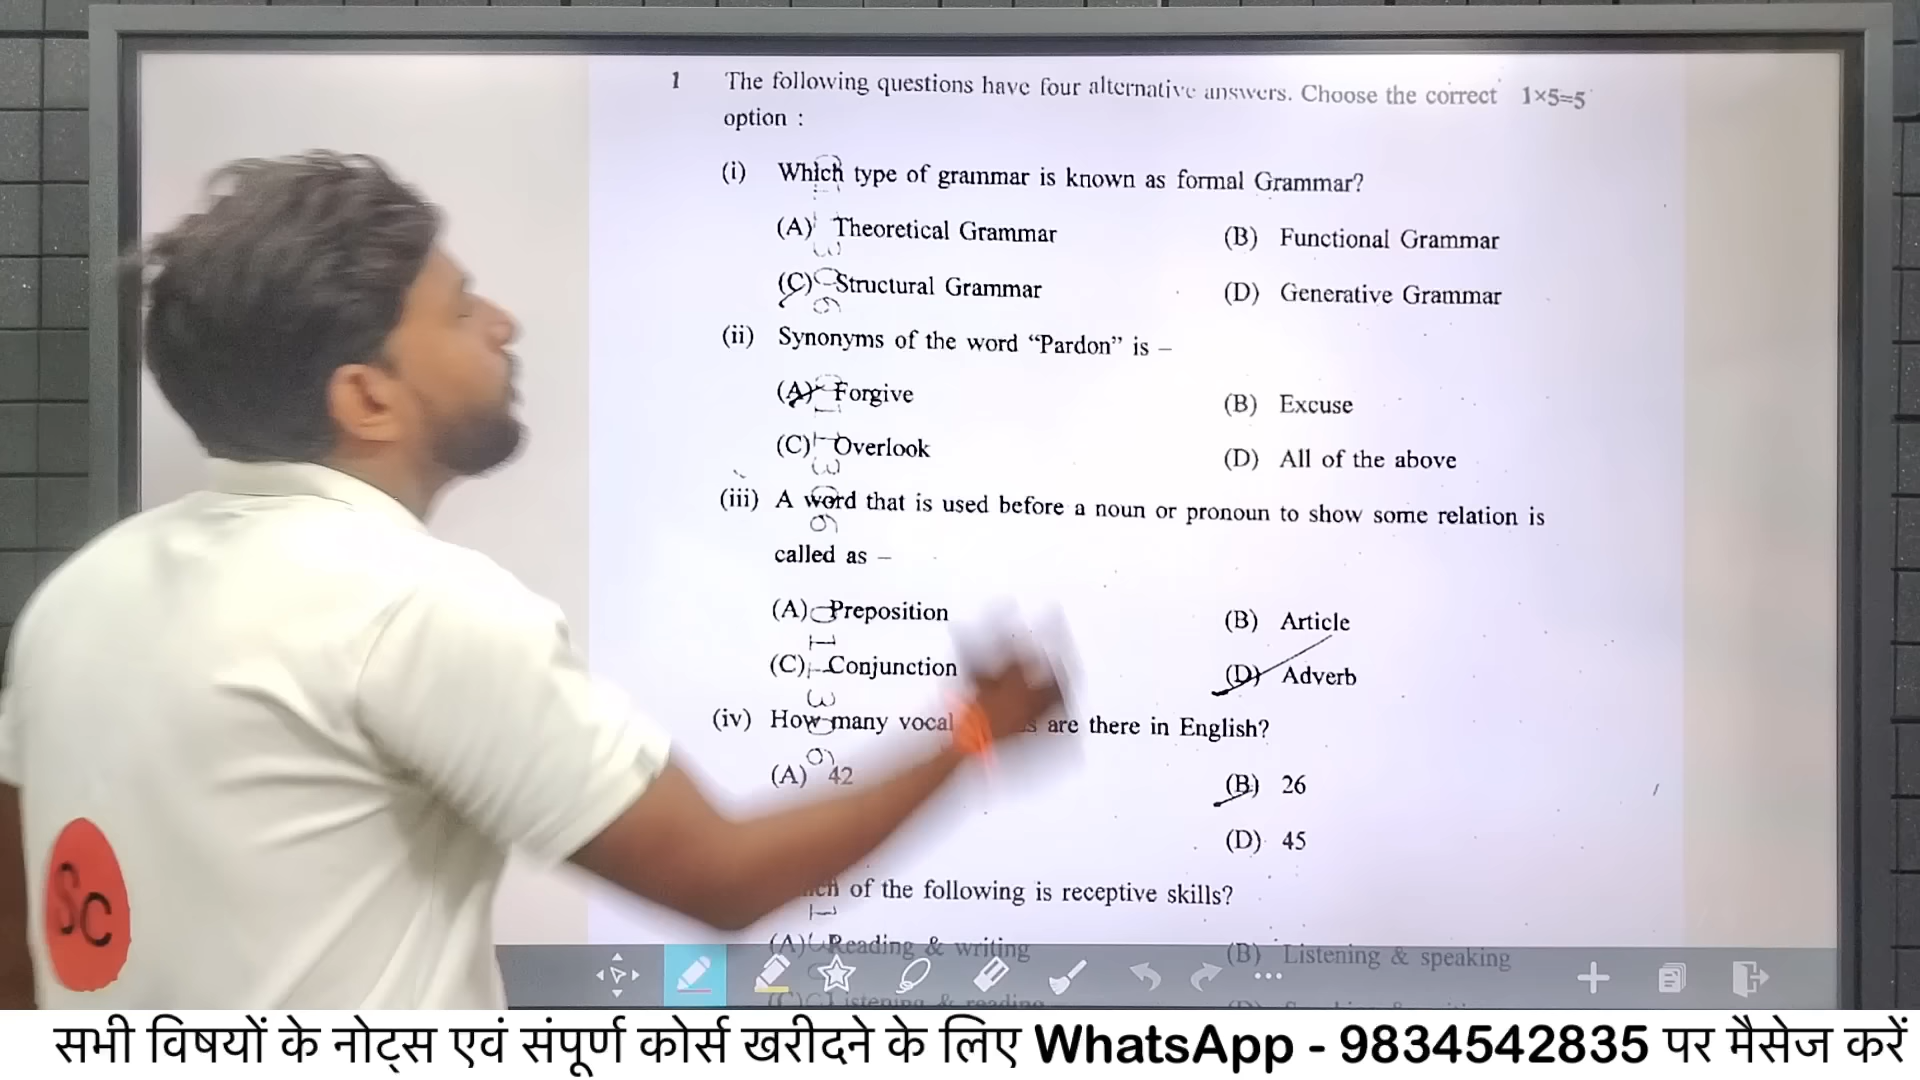 1 The following questions have four alternative answers. Choose the correct 1×5=5
option :
(i) Which type of grammar is known as formal Grammar?
(A) Theoretical Grammar (B) Functional Grammar
(C) Structural Grammar (D) Generative Grammar
(ii) Synonyms of the word “Pardon” is –
(A) Forgive (B) Excuse
(C) Overlook (D) All of the above
(iii) A word that is used before a noun or pronoun to show some relation is
called as –
(A) Preposition (B) Article
(C) Conjunction (D) Adverb
(iv) How many vocal are there in English?
(A) 42 (B) 26
(D) 45
of the following is receptive skills?
(A) Reading & writing (B) Listening & speaking
(C) Listening & reading
SC
सभी विषयों के नोट्स एवं संपूर्ण कोर्स खरीदने के लिए WhatsApp - 9834542835 पर मैसेज करें